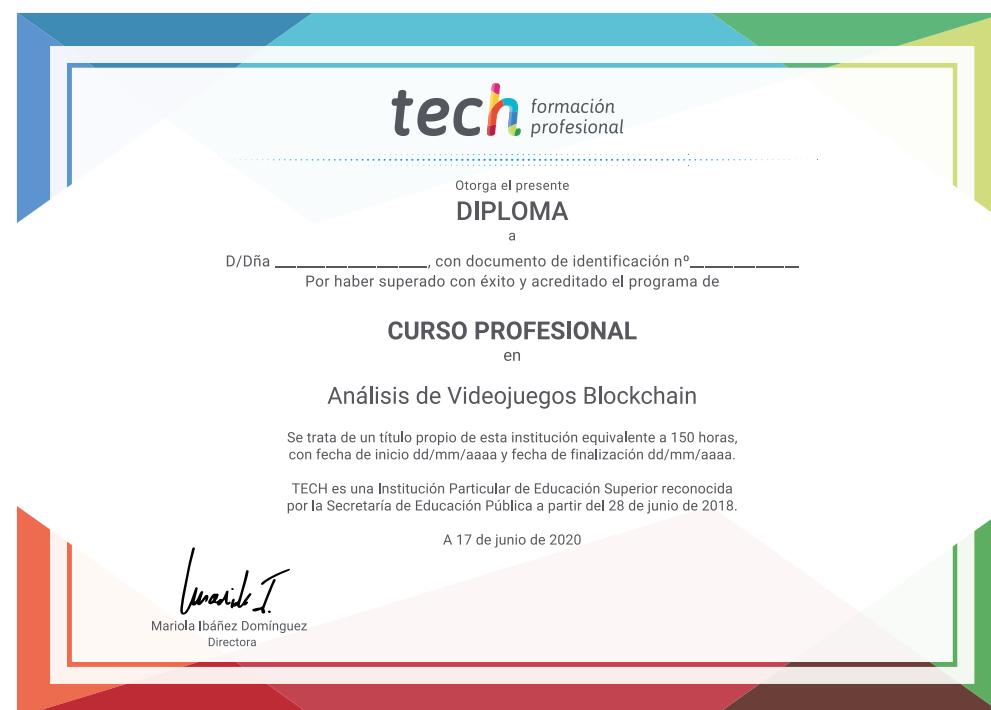 tech formación
profesional
Otorga el presente
DIPLOMA
a
D/Dña ____________, con documento de identificación nº__________
Por haber superado con éxito y acreditado el programa de
CURSO PROFESIONAL
en
Análisis de Videojuegos Blockchain
Se trata de un título propio de esta institución equivalente a 150 horas,
con fecha de inicio dd/mm/aaaa y fecha de finalización dd/mm/aaaa.
TECH es una Institución Particular de Educación Superior reconocida
por la Secretaría de Educación Pública a partir del 28 de junio de 2018.
A 17 de junio de 2020
Mariola Ibáñez Domínguez
Directora